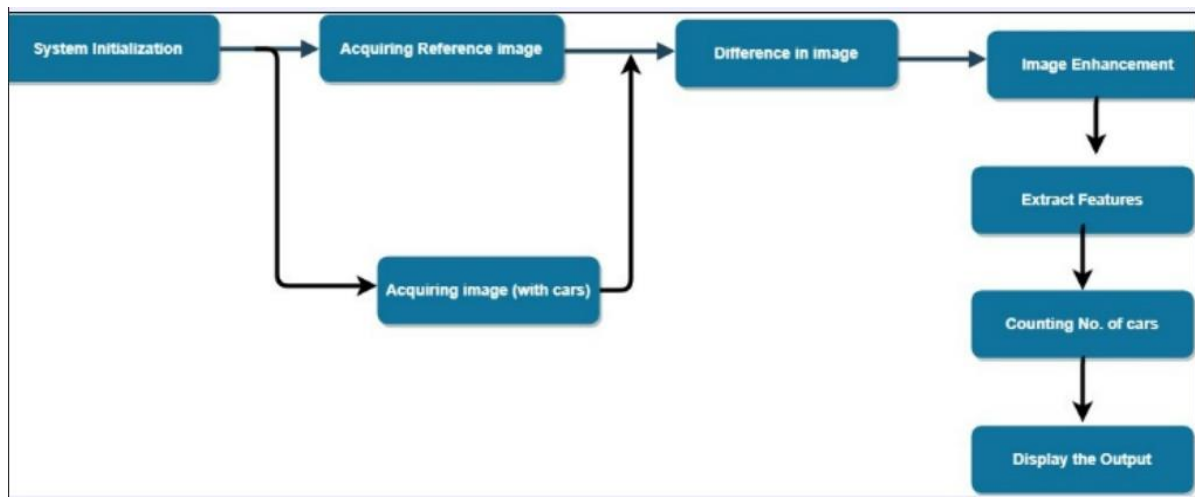 System Initialization
Acquiring Reference image
Difference in image
Image Enhancement
Acquiring image (with cars)
Extract Features
Counting No. of cars
Display the Output